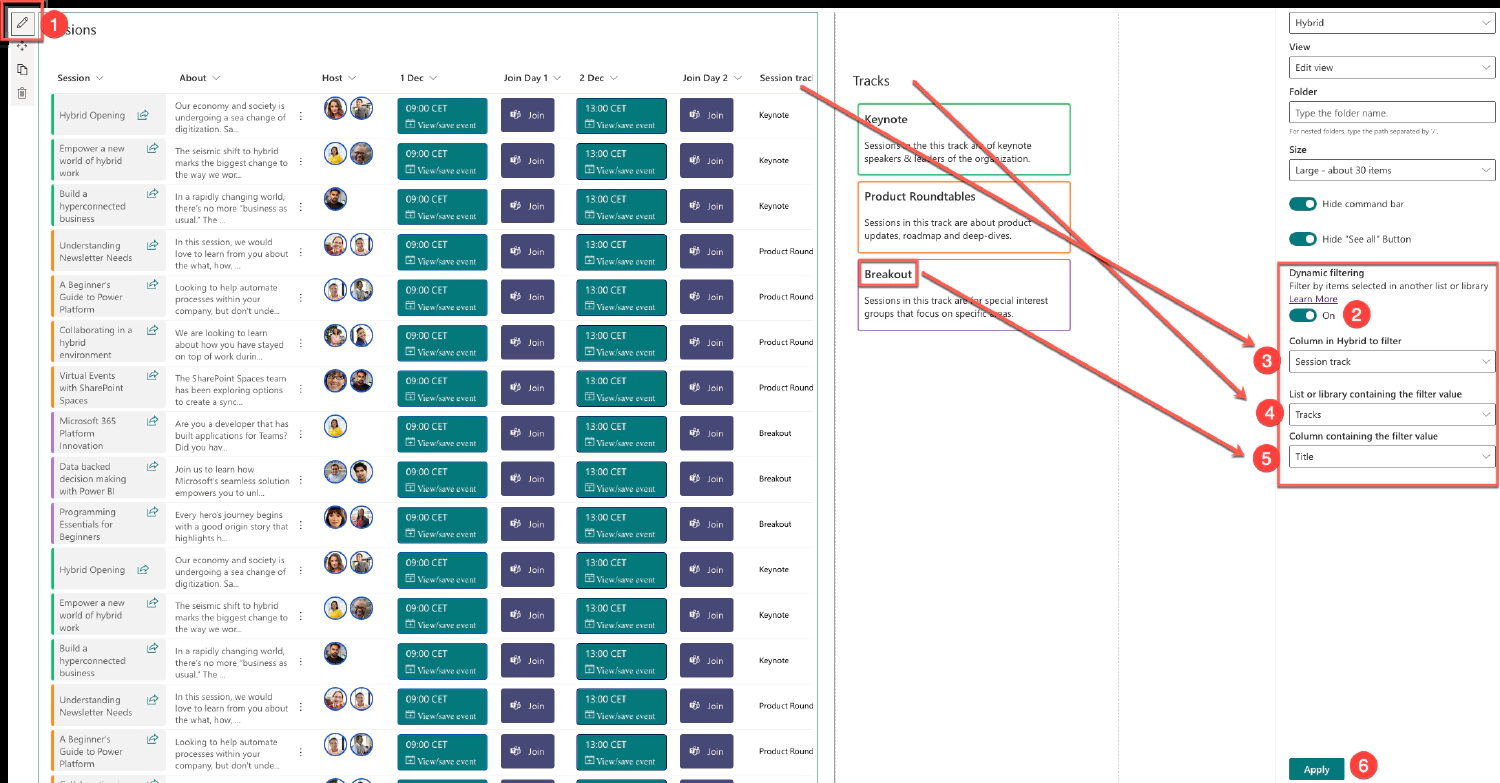 1
sions
Session About Host 1 Dec Join Day 1 2 Dec Join Day 2 Session trac
Hybrid Opening
Our economy and society is
undergoing a sea change of
digitization. Sa...
09:00 CET
View/save event
Join
13:00 CET
View/save event
Join
Keynote
Empower a new
world of hybrid
work
The seismic shift to hybrid
marks the biggest change to
the way we wor...
09:00 CET
View/save event
Join
13:00 CET
View/save event
Join
Keynote
Build a
hyperconnected
business
In a rapidly changing world,
there's no more "business as
usual." The ...
09:00 CET
View/save event
Join
13:00 CET
View/save event
Join
Keynote
Understanding
Newsletter Needs
In this session, we would
love to learn from you about
the what, how, ...
09:00 CET
View/save event
Join
13:00 CET
View/save event
Join
Product Round
A Beginner's
Guide to Power
Platform
Looking to help automate
processes within your
company, but don't unde...
09:00 CET
View/save event
Join
13:00 CET
View/save event
Join
Product Round
Collaborating in a
hybrid
environment
We are looking to learn
about how you have stayed
on top of work durin...
09:00 CET
View/save event
Join
13:00 CET
View/save event
Join
Product Round
Virtual Events
with SharePoint
Spaces
The SharePoint Spaces team
has been exploring options
to create a sync...
09:00 CET
View/save event
Join
13:00 CET
View/save event
Join
Product Round
Microsoft 365
Platform
Innovation
Are you a developer that has
built applications for Teams?
Did you hav...
09:00 CET
View/save event
Join
13:00 CET
View/save event
Join
Breakout
Data backed
decision making
with Power BI
Join us to learn how
Microsoft's seamless solution
empowers you to unl...
09:00 CET
View/save event
Join
13:00 CET
View/save event
Join
Breakout
Programming
Essentials for
Beginners
Every hero's journey begins
with a good origin story that
highlights h...
09:00 CET
View/save event
Join
13:00 CET
View/save event
Join
Breakout
Hybrid Opening
Our economy and society is
undergoing a sea change of
digitization. Sa...
09:00 CET
View/save event
Join
13:00 CET
View/save event
Join
Keynote
Empower a new
world of hybrid
work
The seismic shift to hybrid
marks the biggest change to
the way we wor...
09:00 CET
View/save event
Join
13:00 CET
View/save event
Join
Keynote
Build a
hyperconnected
business
In a rapidly changing world,
there's no more "business as
usual." The ...
09:00 CET
View/save event
Join
13:00 CET
View/save event
Join
Keynote
Understanding
Newsletter Needs
In this session, we would
love to learn from you about
the what, how, ...
09:00 CET
View/save event
Join
13:00 CET
View/save event
Join
Product Round
A Beginner's
Guide to Power
Platform
Looking to help automate
processes within your
company, but don't unde...
09:00 CET
View/save event
Join
13:00 CET
View/save event
Join
Product Round
Tracks
Keynote
Sessions in the this track are of keynote
speakers & leaders of the organization.
Product Roundtables
Sessions in this track are about product
updates, roadmap and deep-dives.
Breakout
Sessions in this track are for special interest
groups that focus on specific areas.
Hybrid
View
Edit view
Folder
Type the folder name.
For nested folders, type the path separated by '/'.
Size
Large - about 30 items
Hide command bar
Hide "See all" Button
Dynamic filtering
Filter by items selected in another list or library
Learn More
On 2
Column in Hybrid to filter
3 Session track
List or library containing the filter value
4 Tracks
Column containing the filter value
5 Title
Apply 6